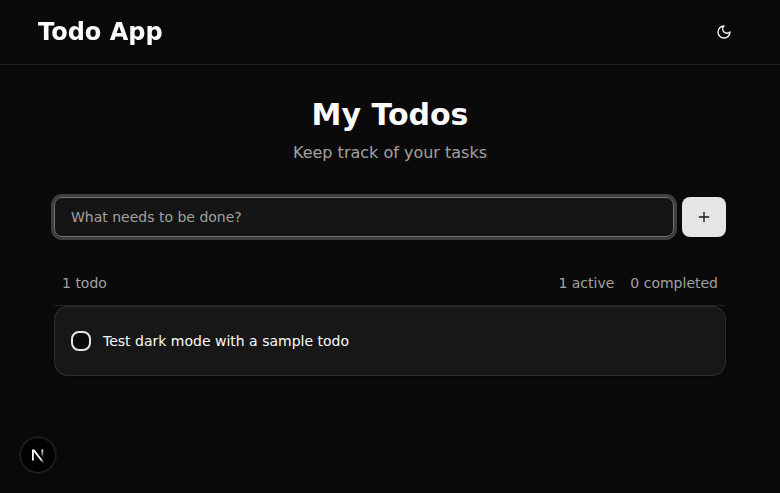 Todo App
My Todos
Keep track of your tasks
What needs to be done?
1 todo
1 active
0 completed
Test dark mode with a sample todo
N